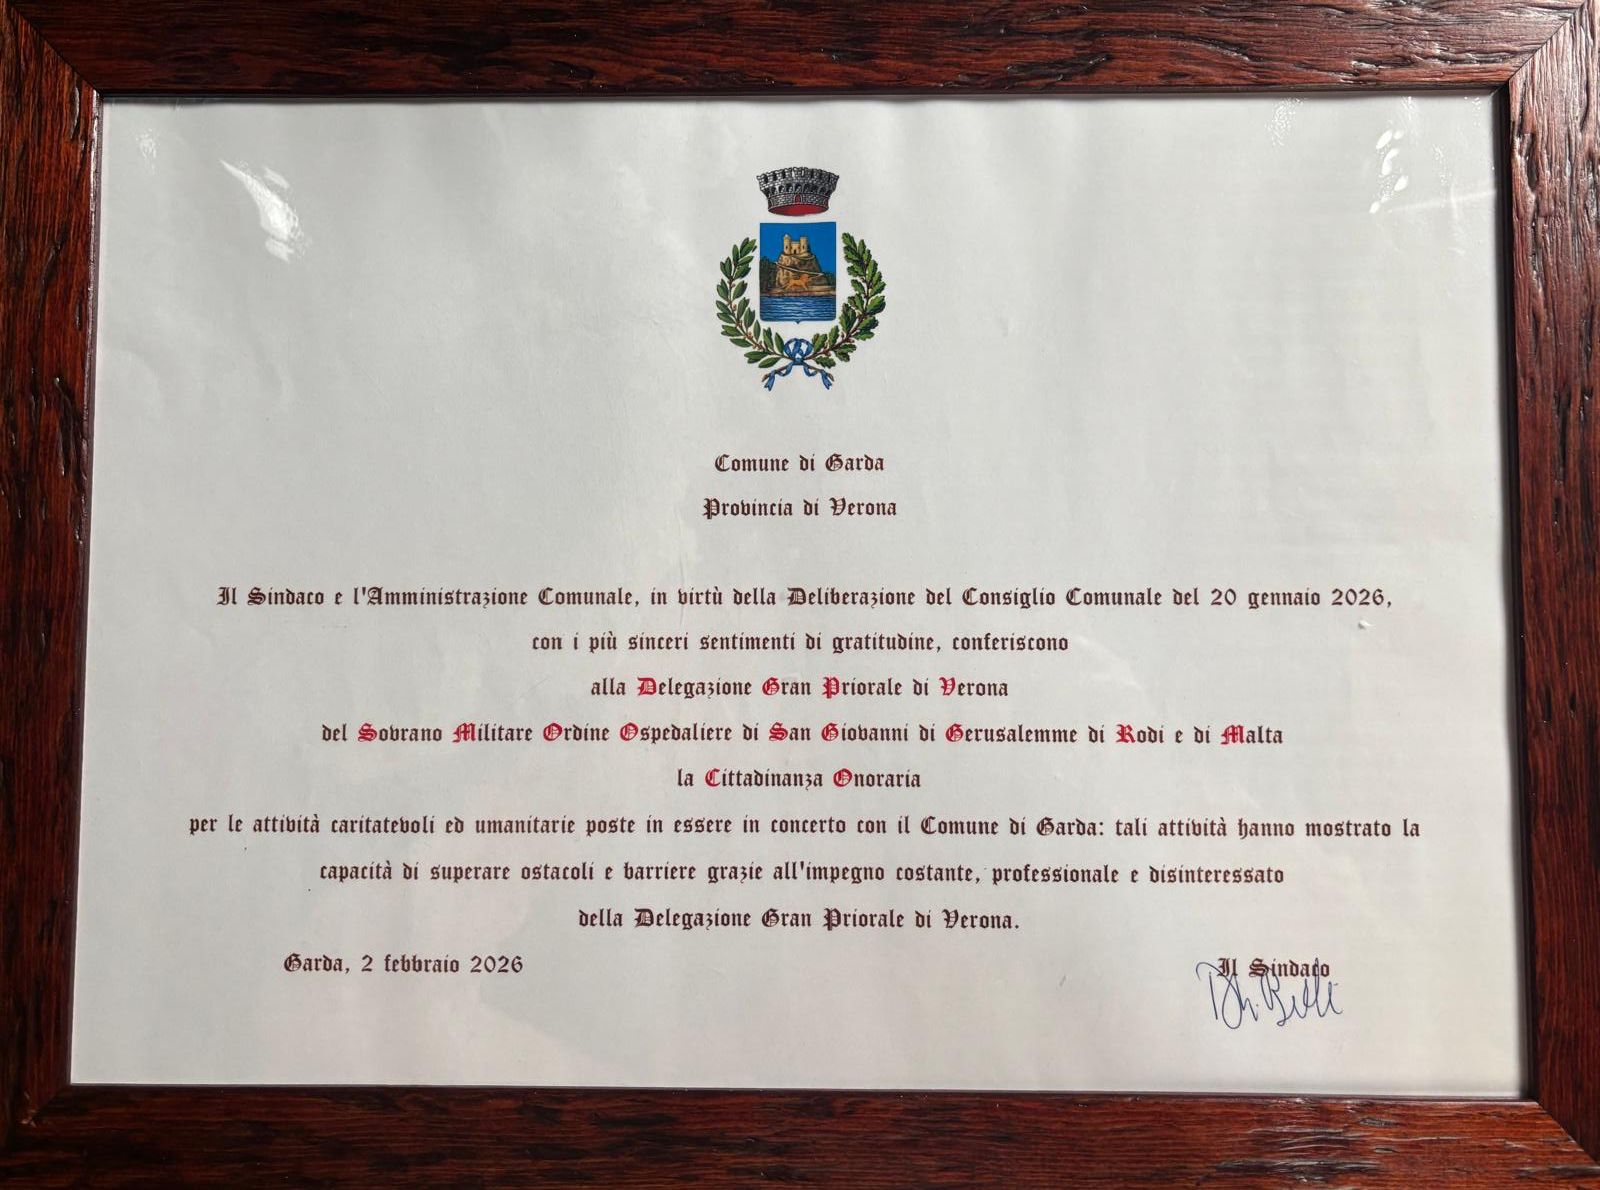 Comune di Garda
Provincia di Verona
Il Sindaco e l'Amministrazione Comunale, in virtù della Deliberazione del Consiglio Comunale del 20 gennaio 2026,
con i più sinceri sentimenti di gratitudine, conferiscono
alla Delegazione Gran Priorale di Verona
del Sovrano Militare Ordine Ospedaliere di San Giovanni di Gerusalemme di Rodi e di Malta
la Cittadinanza Onoraria
per le attività caritatevoli ed umanitarie poste in essere in concerto con il Comune di Garda: tali attività hanno mostrato la
capacità di superare ostacoli e barriere grazie all'impegno costante, professionale e disinteressato
della Delegazione Gran Priorale di Verona.
Garda, 2 febbraio 2026
Il Sindaco